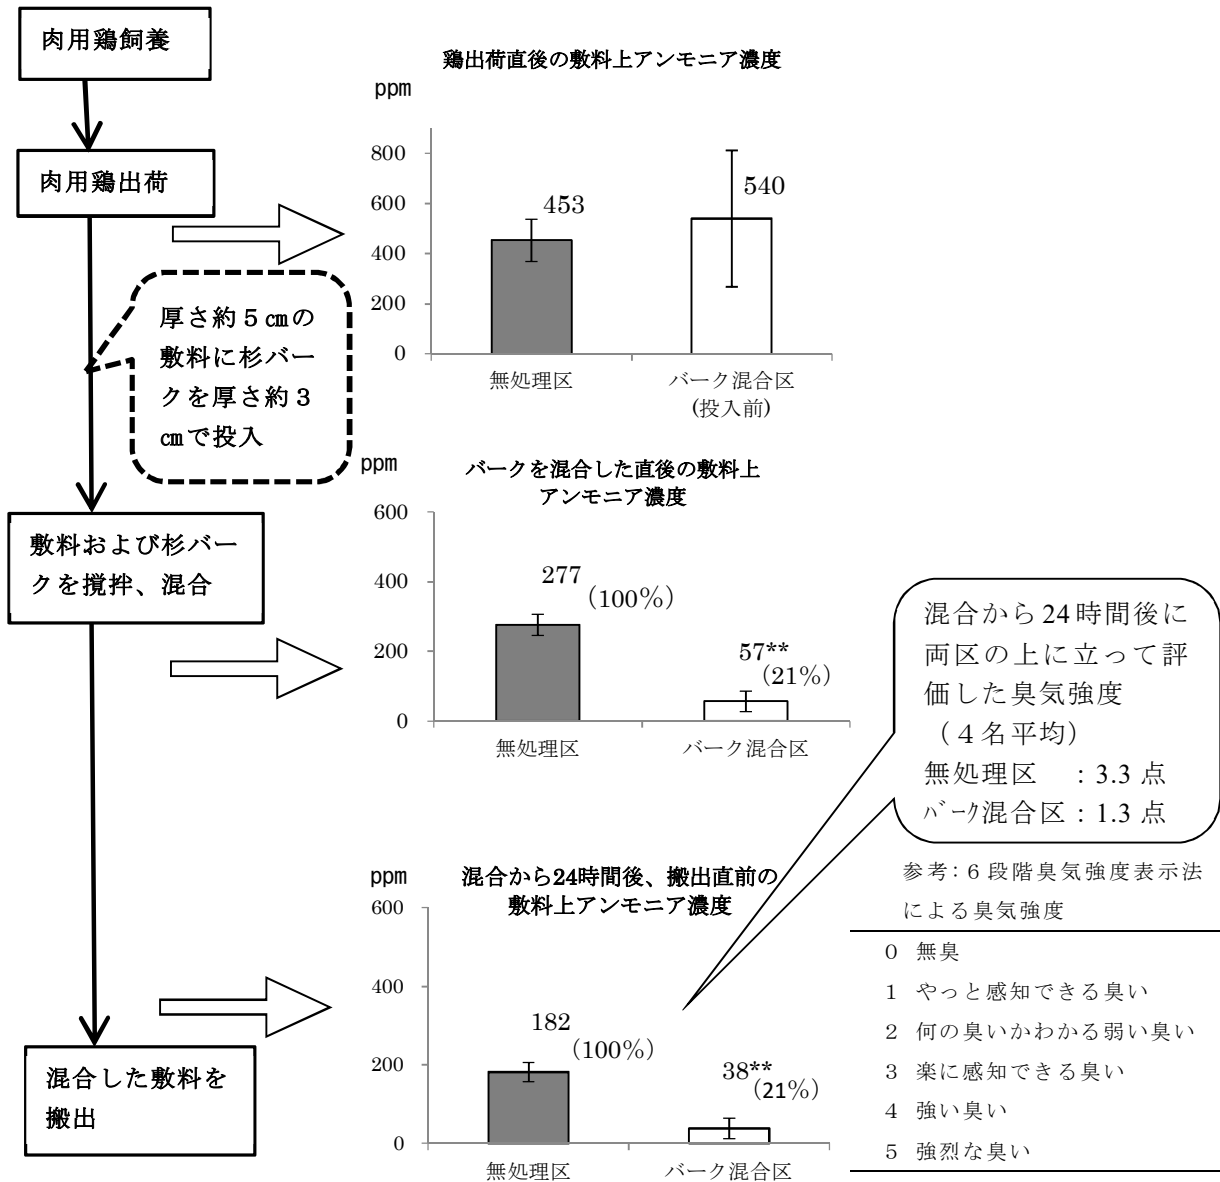 肉用鶏飼養
肉用鶏出荷
厚さ約５㎝の
敷料に杉バー
クを厚さ約３
㎝で投入
敷料および杉バー
クを撹拌、混合
混合した敷料を
搬出
鶏出荷直後の敷料上アンモニア濃度
ppm
800
600
400
200
0
453
540
無処理区
バーク混合区
(投入前)
バークを混合した直後の敷料上
アンモニア濃度
ppm
600
400
200
0
277
（100％）
57**
（21％）
無処理区
バーク混合区
混合から24時間後、搬出直前の
敷料上アンモニア濃度
ppm
600
400
200
0
182
（100％）
38**
（21％）
無処理区
バーク混合区
混合から24時間後に
両区の上に立って評
価した臭気強度
（４名平均）
無処理区　：3.3 点
ﾊﾞｰｸ混合区：1.3 点
参考：６段階臭気強度表示法
による臭気強度
0 無臭
1 やっと感知できる臭い
2 何の臭いかわかる弱い臭い
3 楽に感知できる臭い
4 強い臭い
5 強烈な臭い